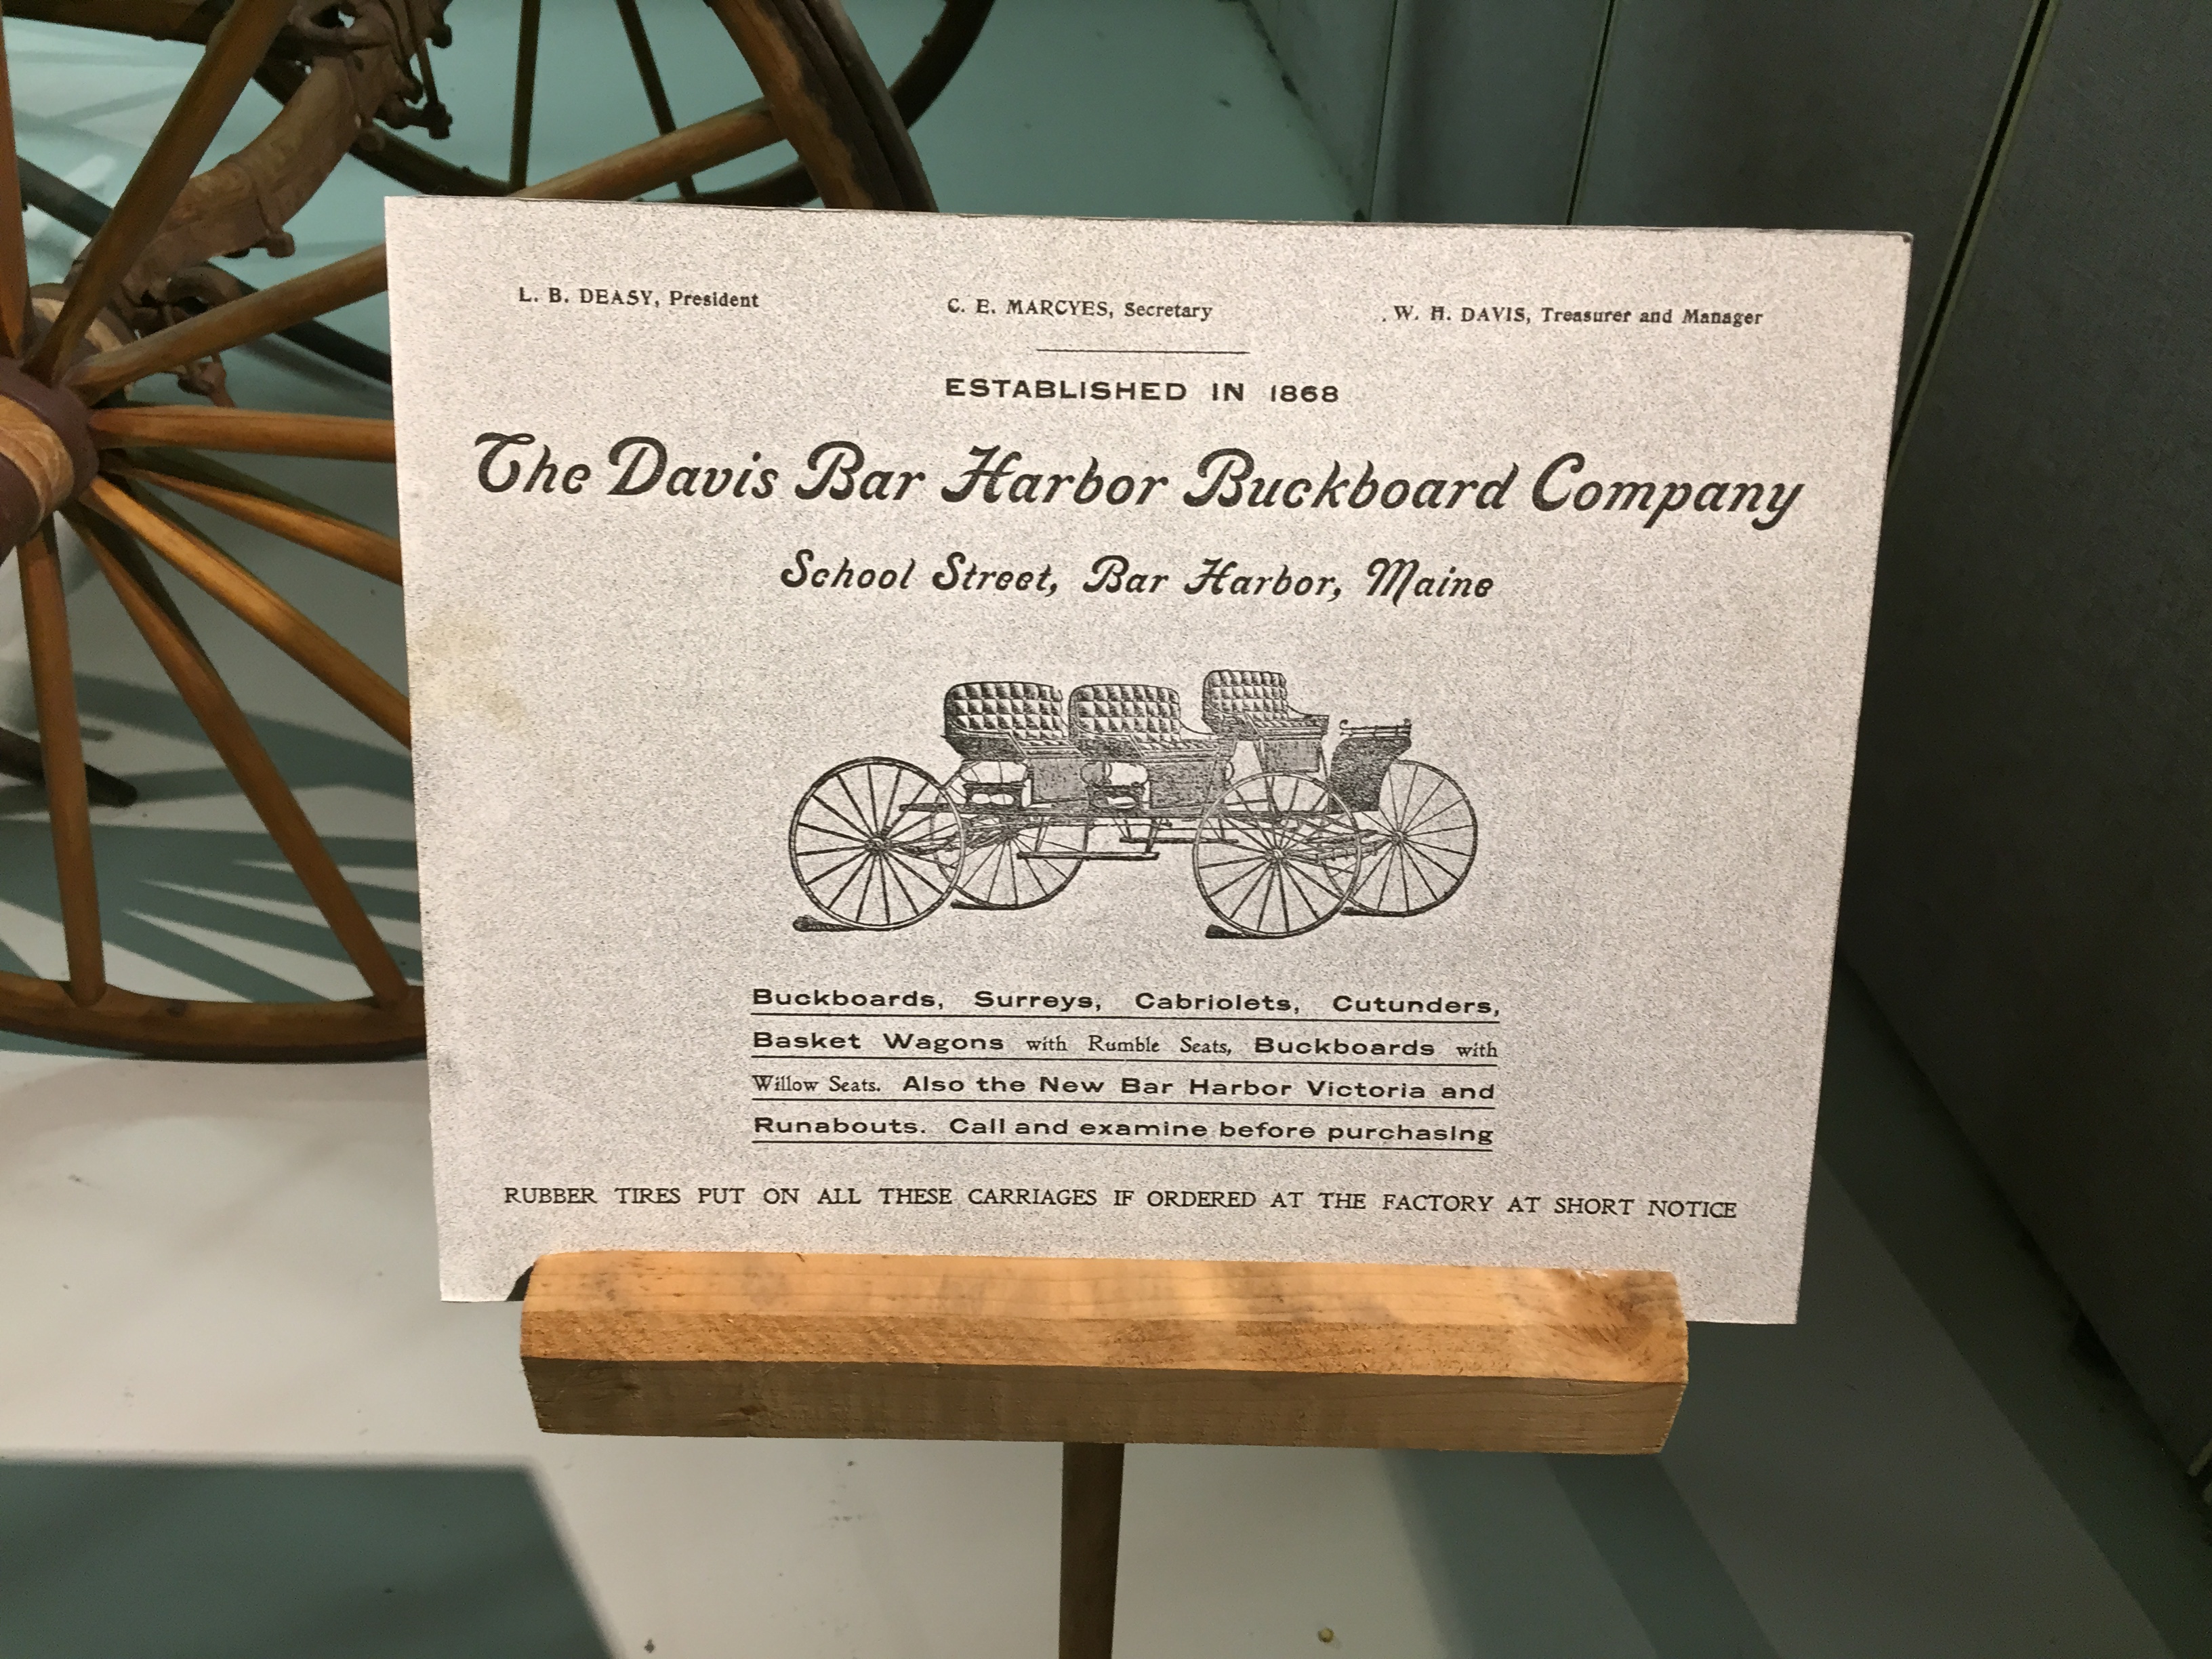 L. B. DEASY, President
C. E. MARCYES, Secretary
W. H. DAVIS, Treasurer and Manager
ESTABLISHED IN 1868
The Davis Bar Harbor Buckboard Company
School Street, Bar Harbor, Maine
Buckboards, Surreys, Cabriolets, Cutunders,
Basket Wagons with Rumble Seats, Buckboards with
Willow Seats. Also the New Bar Harbor Victoria and
Runabouts. Call and examine before purchasing
RUBBER TIRES PUT ON ALL THESE CARRIAGES IF ORDERED AT THE FACTORY AT SHORT NOTICE